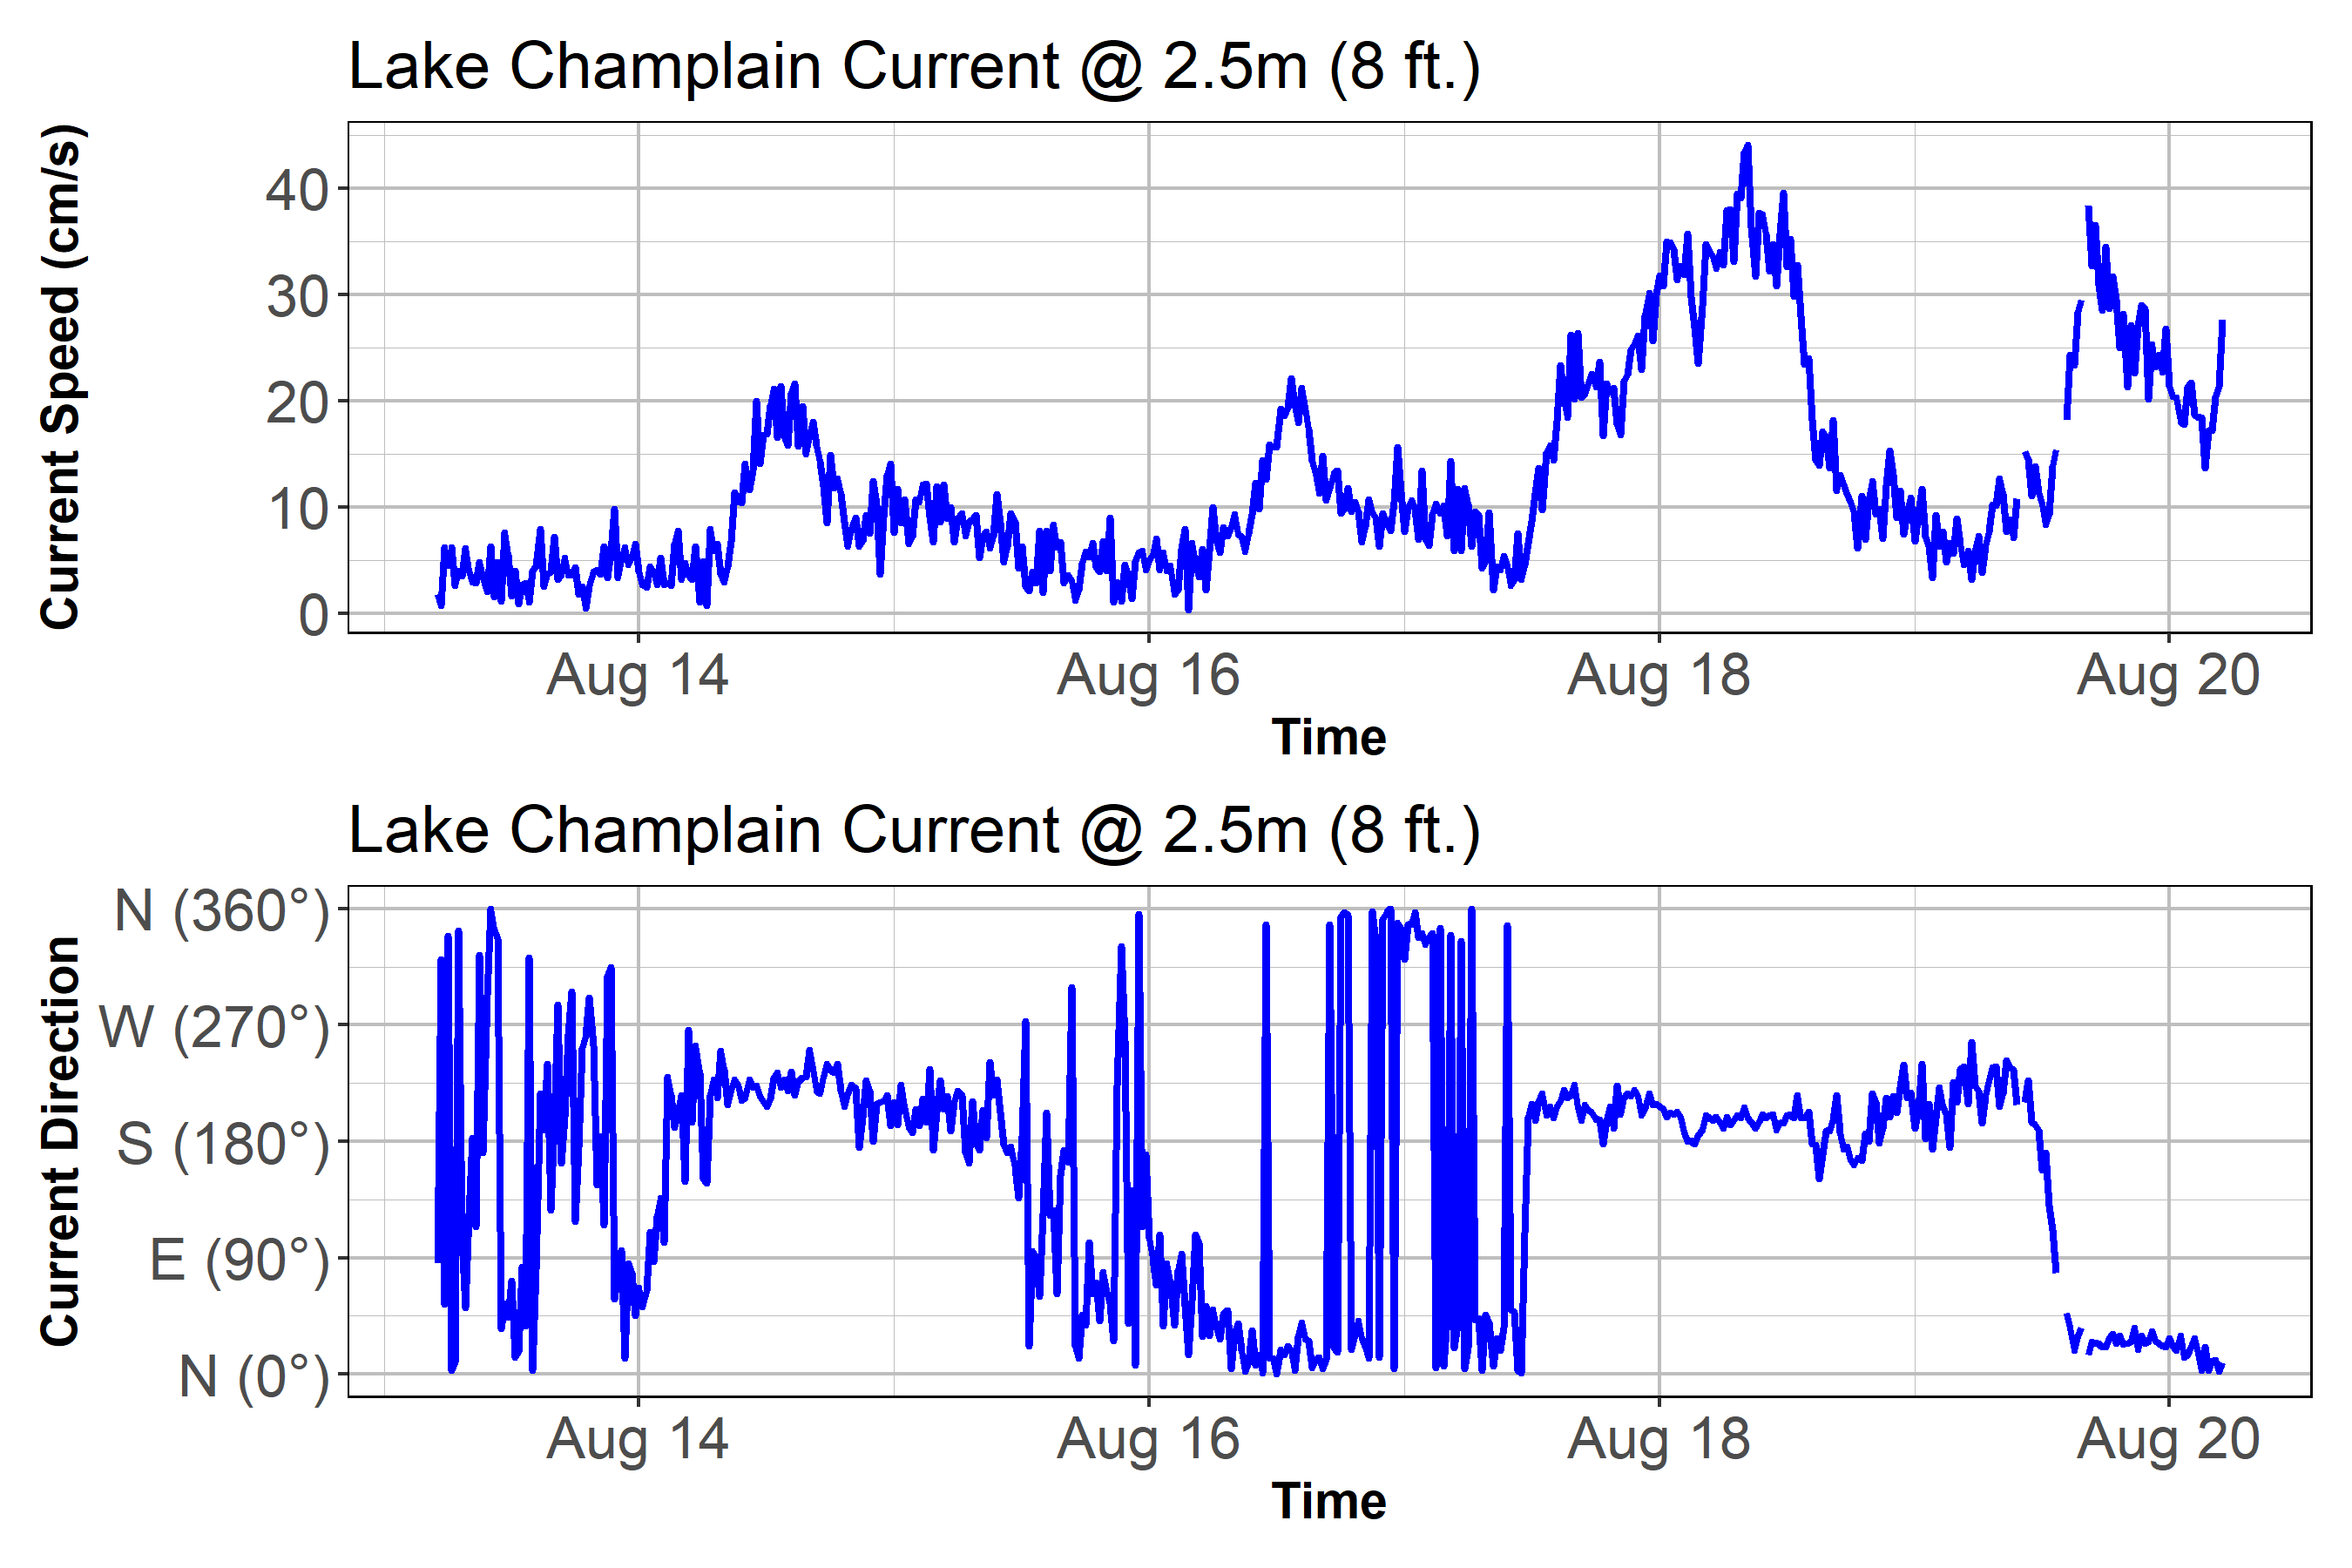 Lake Champlain Current @ 2.5m (8 ft.)
Current Speed (cm/s)
40
30
20
10
0
Aug 14 Aug 16 Aug 18 Aug 20
Time
Lake Champlain Current @ 2.5m (8 ft.)
Current Direction
N (360°)
W (270°)
S (180°)
E (90°)
N (0°)
Aug 14 Aug 16 Aug 18 Aug 20
Time